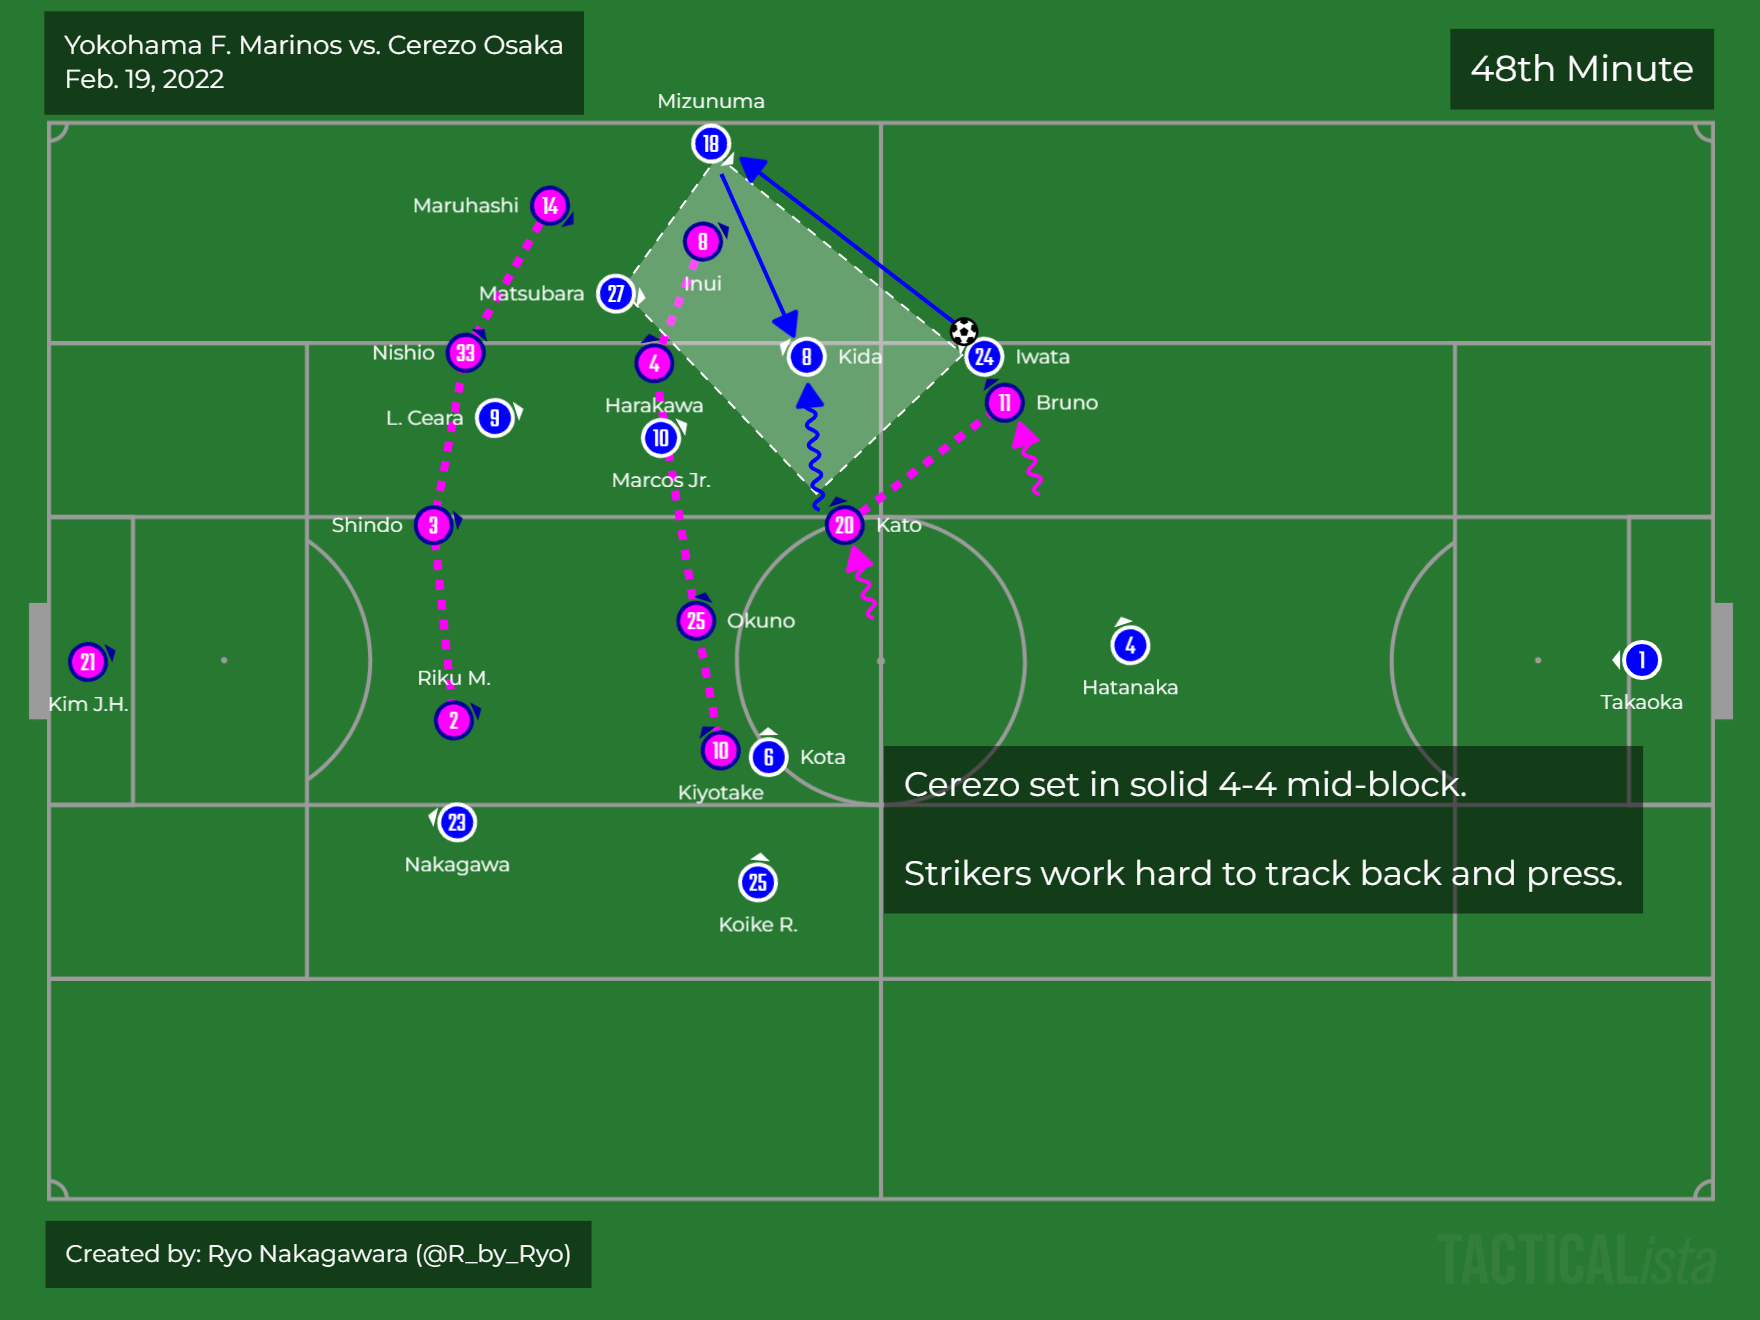 Yokohama F. Marinos vs. Cerezo Osaka
Feb. 19, 2022
48th Minute
Mizunuma
18
Maruhashi
14
8
Inui
Matsubara
27
Nishio
33
4
Harakawa
8
Kida
24
Iwata
11
Bruno
L. Ceara
9
10
Marcos Jr.
Shindo
3
20
Kato
25
Okuno
4
Hatanaka
1
Takaoka
21
Kim J.H.
Riku M.
2
10
Kiyotake
6
Kota
23
Nakagawa
25
Koike R.
Cerezo set in solid 4-4 mid-block.
Strikers work hard to track back and press.
Created by: Ryo Nakagawara (@R_by_Ryo)
TACTICALista